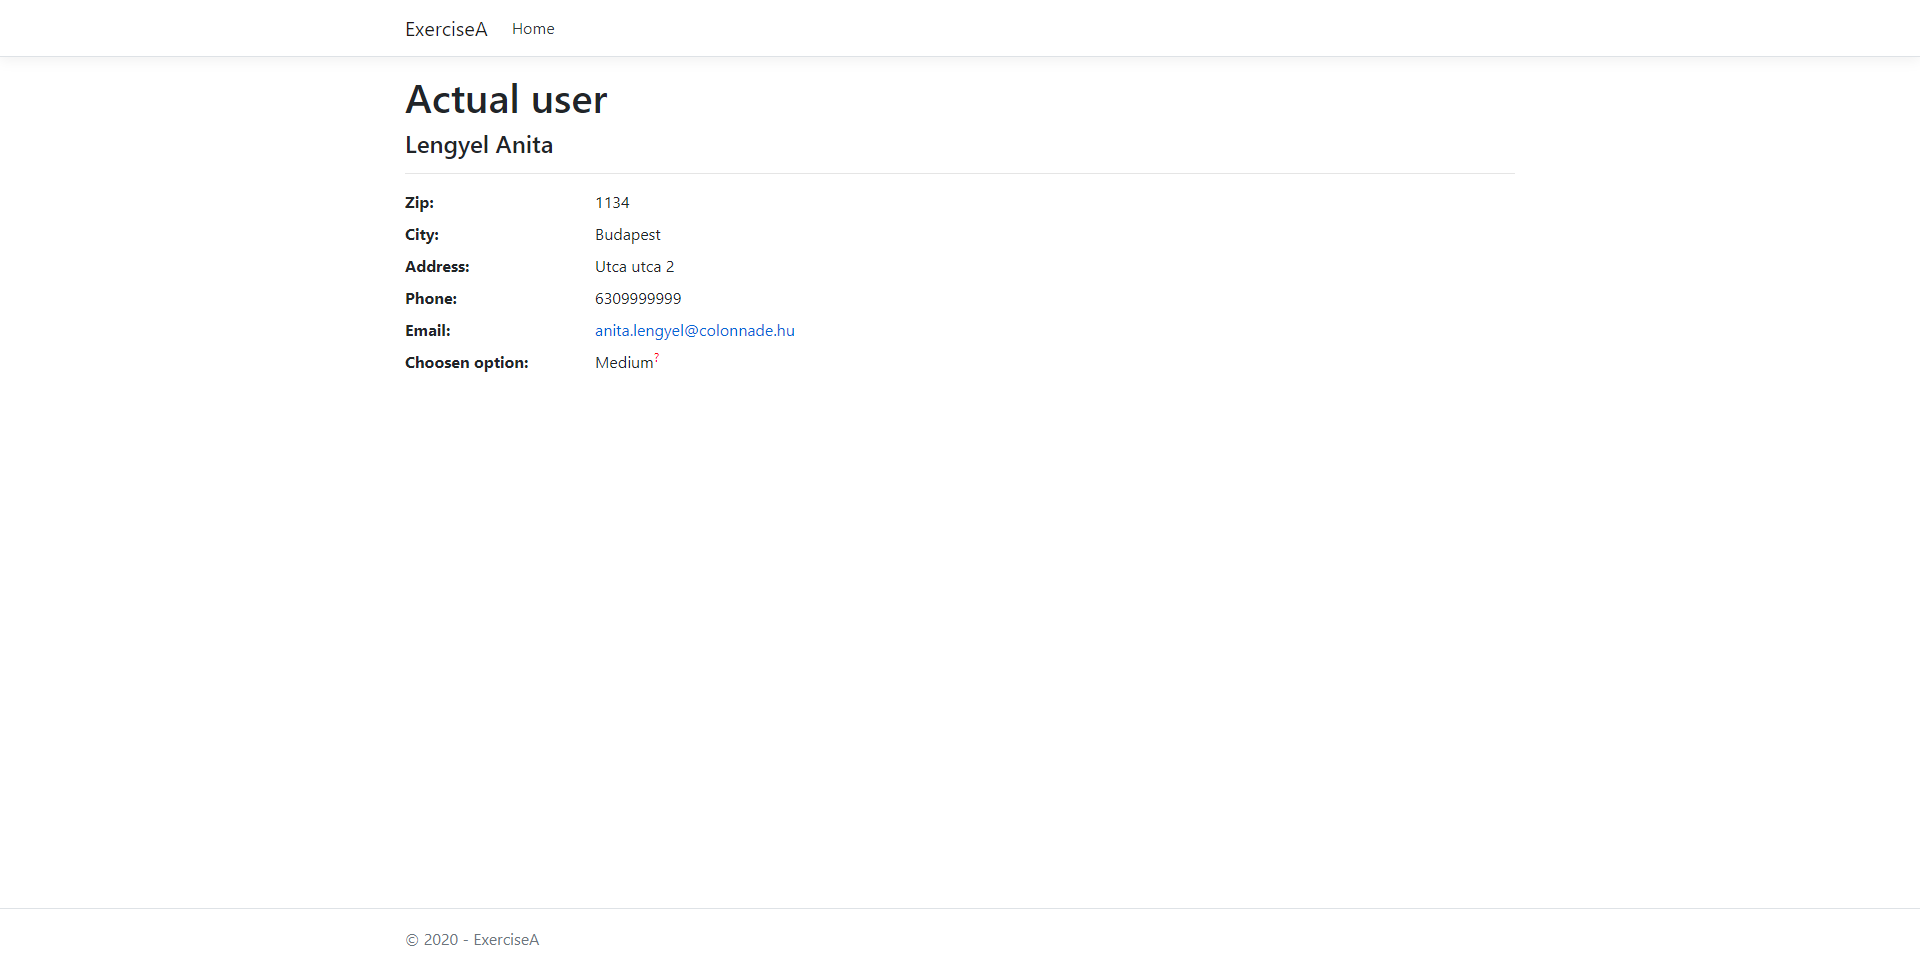 ExerciseA Home
Actual user
Lengyel Anita
Zip: 1134
City: Budapest
Address: Utca utca 2
Phone: 6309999999
Email: anita.lengyel@colonnade.hu
Choosen option: Medium?
© 2020 - ExerciseA